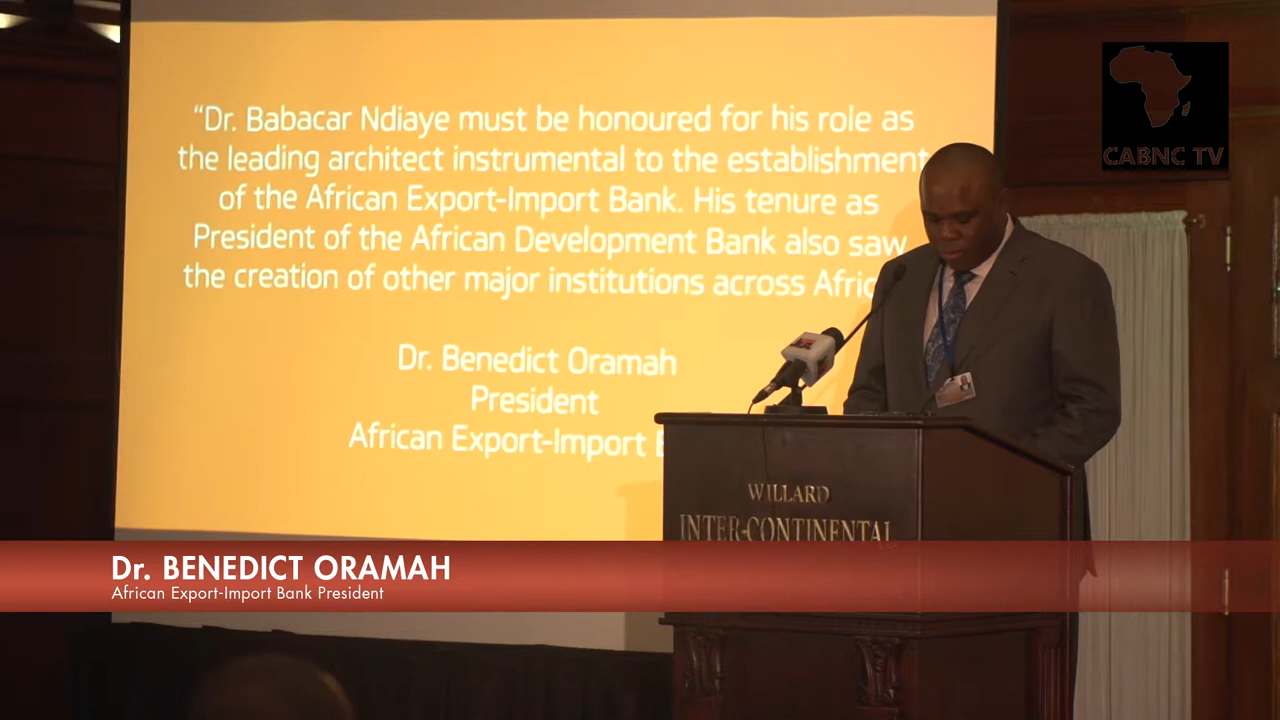 “Dr. Babacar Ndiaye must be honoured for his role as
the leading architect instrumental to the establishment
of the African Export-Import Bank. His tenure as
President of the African Development Bank also saw
the creation of other major institutions across
Dr. Benedict Oramah
President
African Export-Import
CABNC TV
WILLARD
INTER-CONTINENTAL
Dr. BENEDICT ORAMAH
African Export-Import Bank President